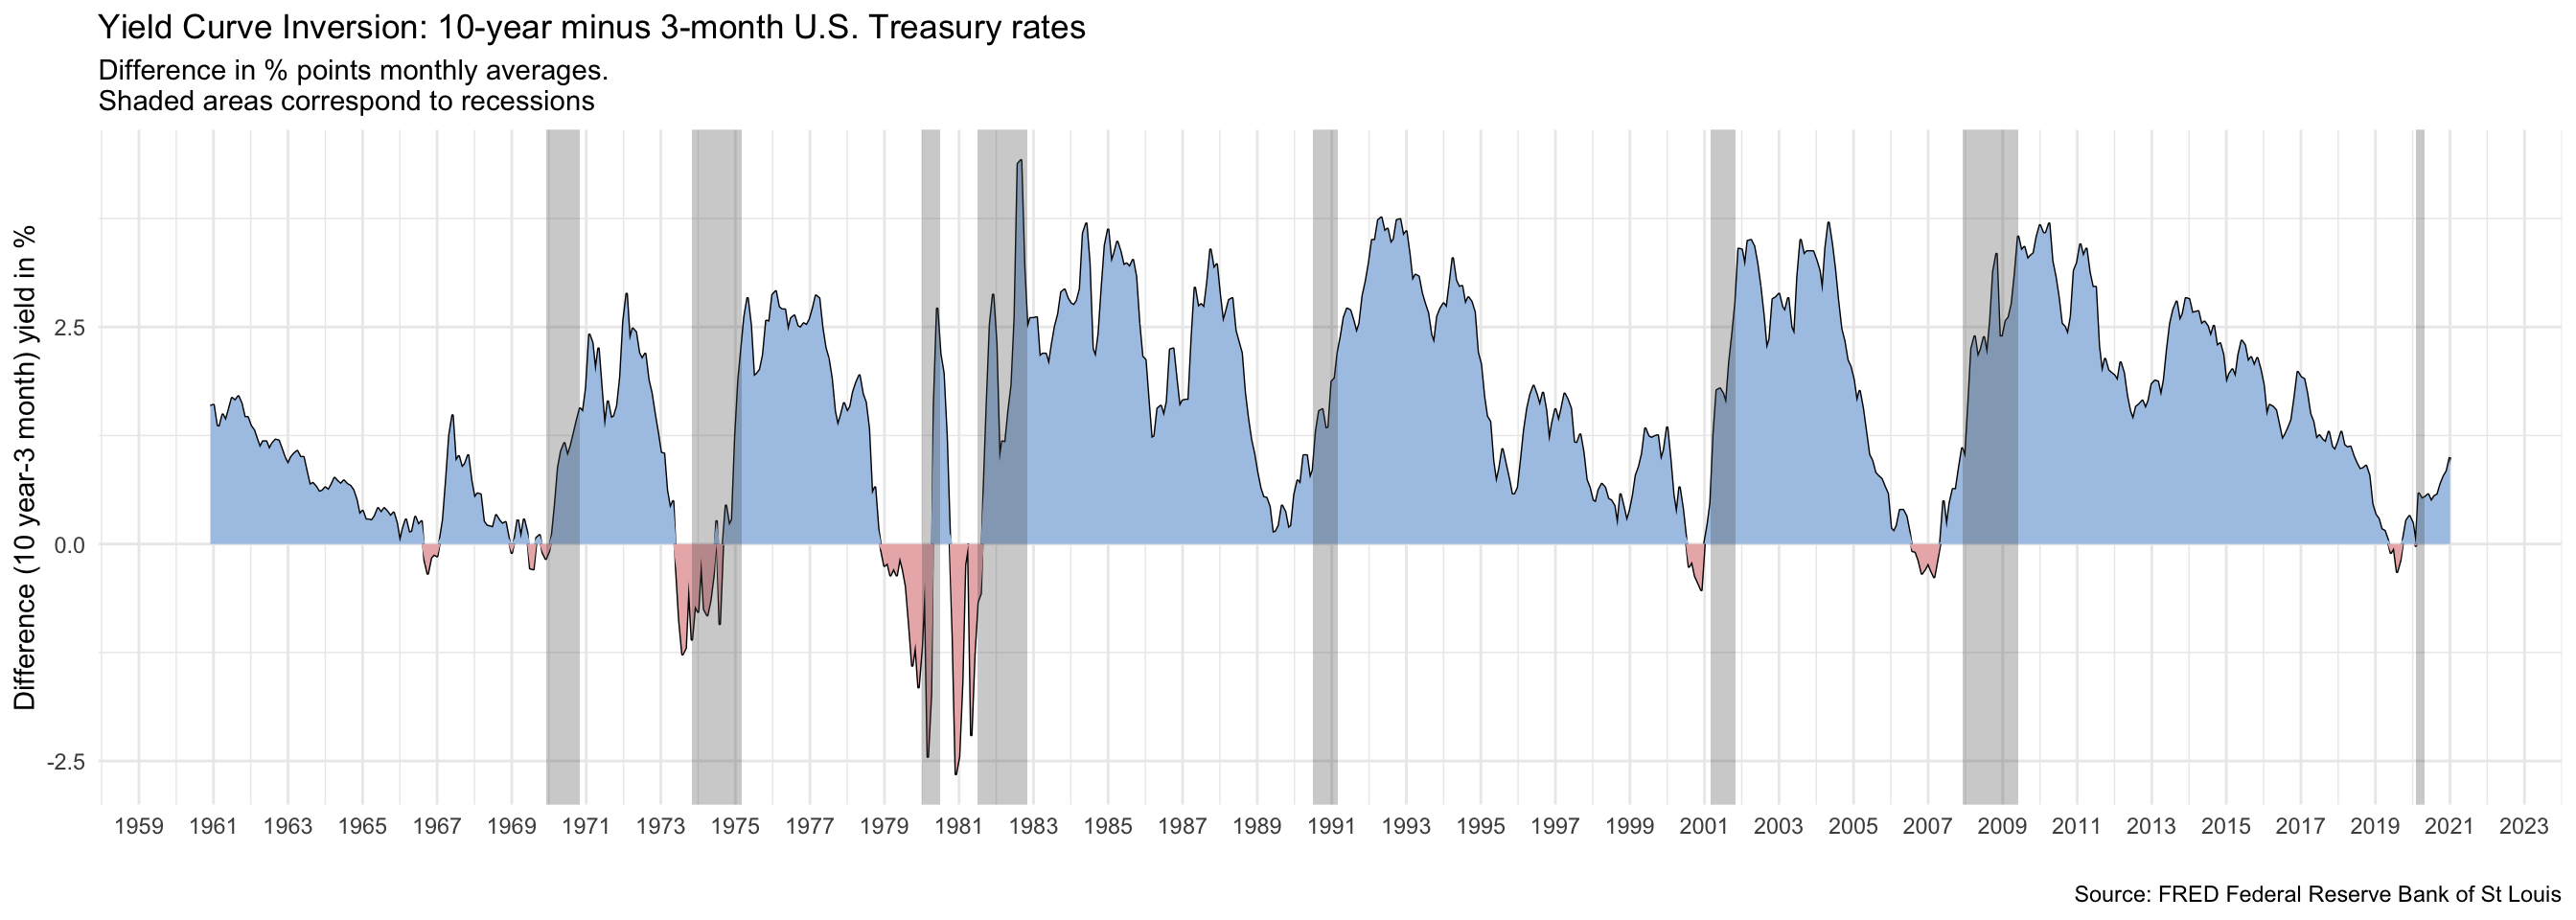 Yield Curve Inversion: 10-year minus 3-month U.S. Treasury rates
Difference in % points monthly averages.
Shaded areas correspond to recessions
Difference (10 year-3 month) yield in %
2.5
0.0
-2.5
1959 1961 1963 1965 1967 1969 1971 1973 1975 1977 1979 1981 1983 1985 1987 1989 1991 1993 1995 1997 1999 2001 2003 2005 2007 2009 2011 2013 2015 2017 2019 2021 2023
Source: FRED Federal Reserve Bank of St Louis